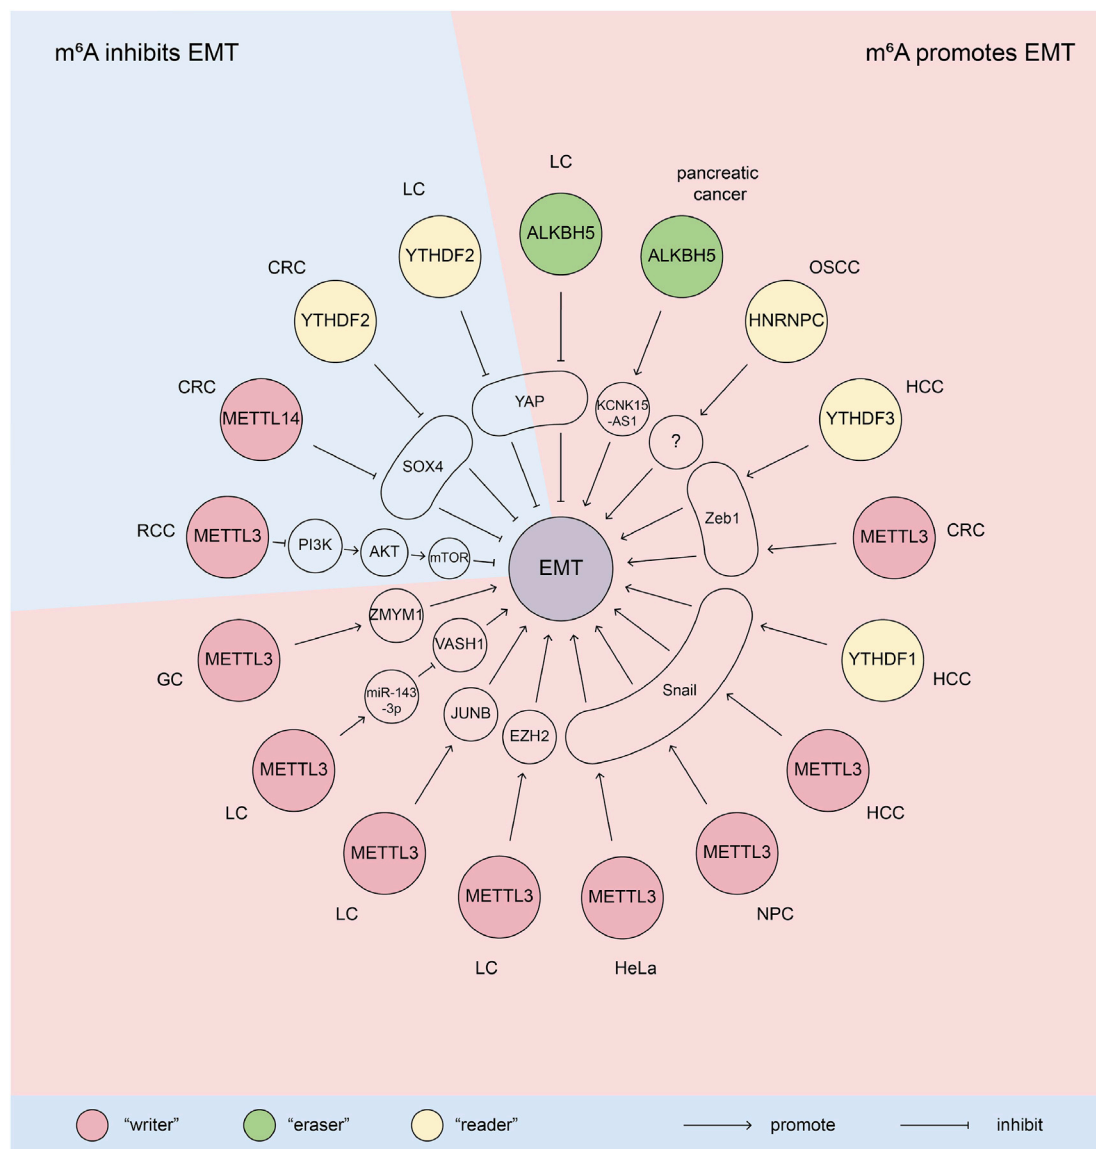 m⁶A inhibits EMT
m⁶A promotes EMT
LC
ALKBH5
pancreatic
cancer
ALKBH5
OSCC
HNRNPC
HCC
YTHDF3
CRC
METTL3
HCC
YTHDF1
HCC
METTL3
NPC
METTL3
HeLa
METTL3
LC
METTL3
LC
METTL3
LC
METTL3
GC
METTL3
RCC
METTL3
CRC
METTL14
CRC
YTHDF2
LC
YTHDF2
YAP
KCNK15
-AS1
?
Zeb1
Snail
EZH2
JUNB
miR-143
-3p
VASH1
ZMYM1
PI3K
AKT
mTOR
SOX4
EMT
“writer”
“eraser”
“reader”
promote
inhibit